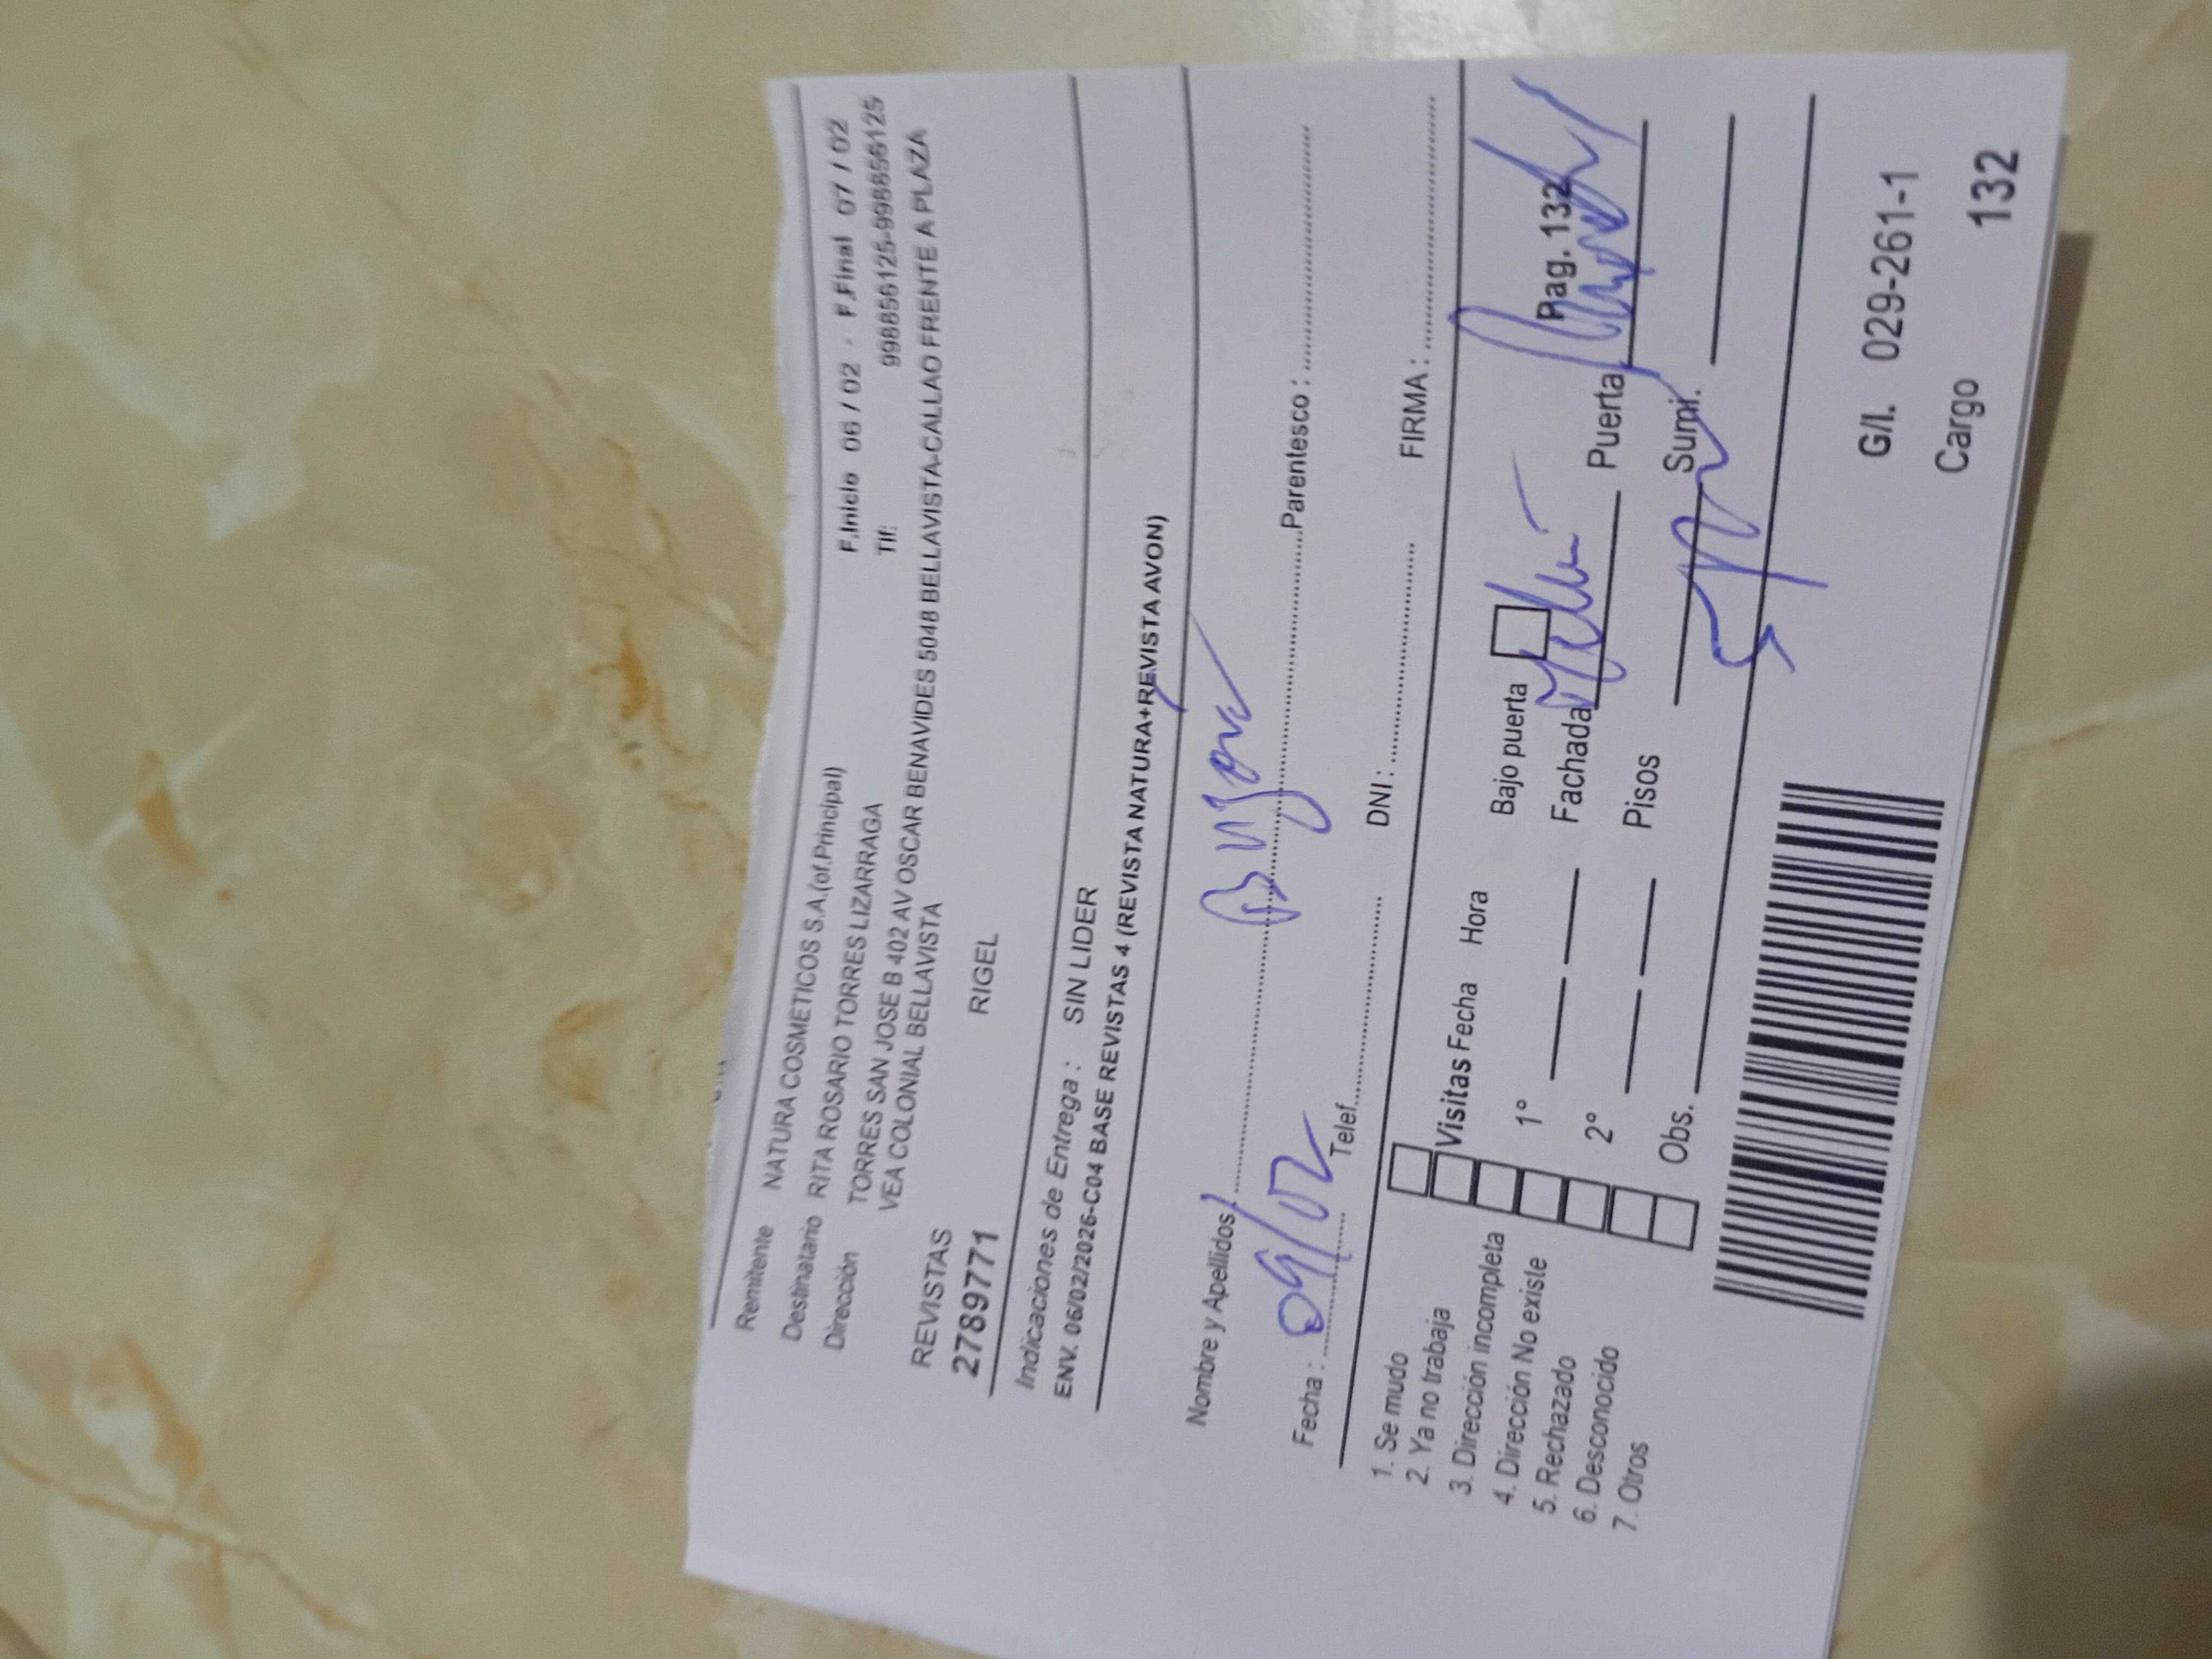 Remitente NATURA COSMETICOS S.A.(of.Principal)
Destinatario RITA ROSARIO TORRES LIZARRAGA F.Inicio 06 / 02 - F.Final 07 / 02
Dirección TORRES SAN JOSE B 402 AV OSCAR BENAVIDES 5048 BELLAVISTA-CALLAO FRENTE A PLAZA Tlf: 998856125-998856125
VEA COLONIAL BELLAVISTA
REVISTAS
2789771 RIGEL
Indicaciones de Entrega : SIN LIDER
ENV. 06/02/2026-C04 BASE REVISTAS 4 (REVISTA NATURA+REVISTA AVON)
Nombre y Apellidos
Fecha : 09/02 Parentesco :
Telef. DNI : FIRMA :
1. Se mudo
2. Ya no trabaja
3. Dirección incompleta
4. Dirección No existe
5. Rechazado
6. Desconocido
7. Otros
Visitas Fecha Hora Bajo puerta Pag. 132
1° Fachada Puerta
2° Pisos Sumi.
Obs.
G/I. 029-261-1
Cargo 132